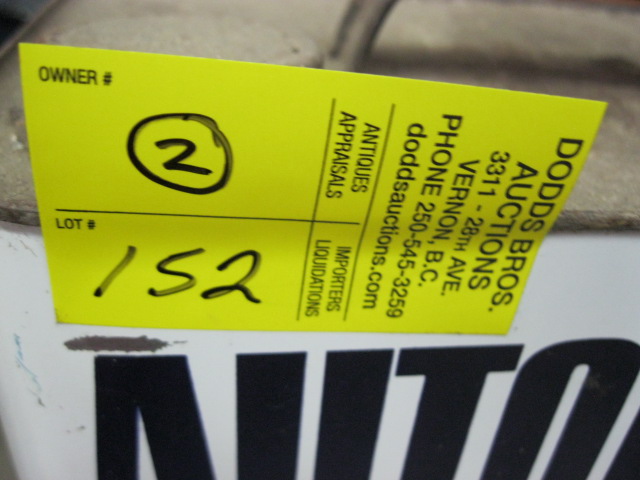 OWNER #
2
LOT #
152
ANTIQUES
APPRAISALS
IMPORTERS
LIQUIDATIONS
DODDS BROS.
AUCTIONS
3311 - 28TH AVE.
VERNON, B.C.
PHONE 250-545-3259
doddsauctions.com